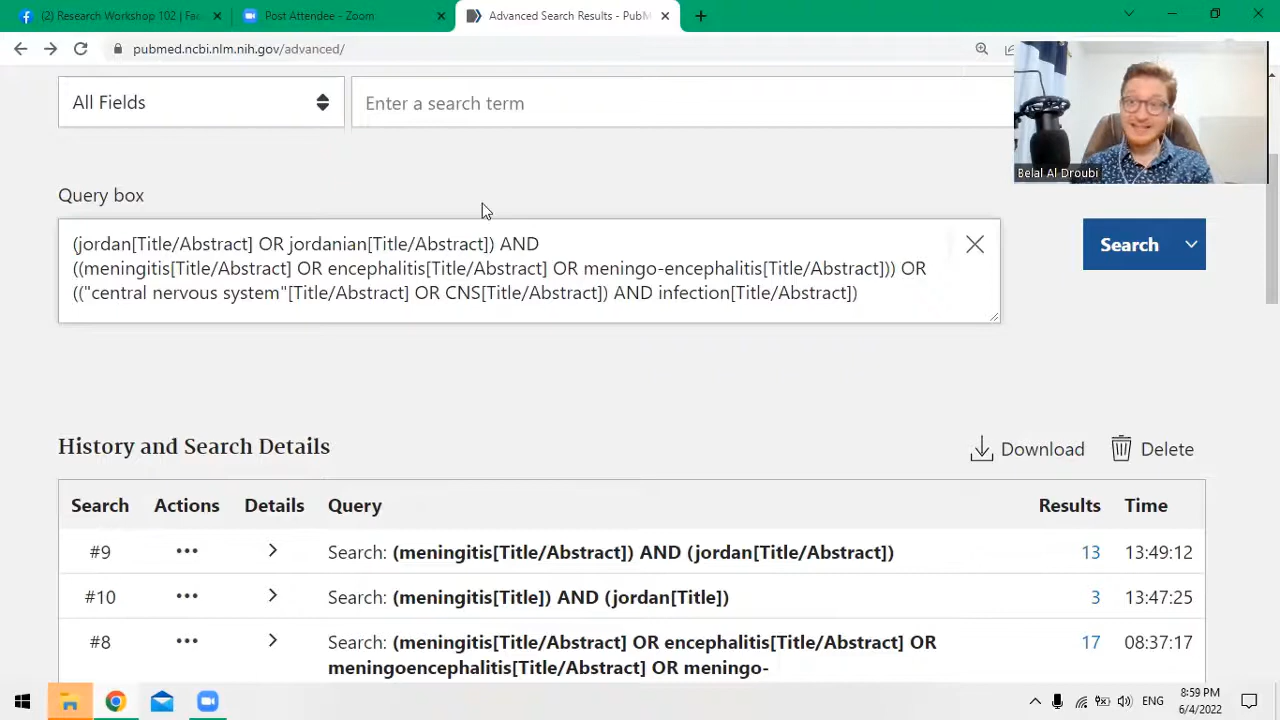 (2) Research Workshop 102 | Fac
Post Attendee - Zoom
Advanced Search Results - PubM
pubmed.ncbi.nlm.nih.gov/advanced/
All Fields
Enter a search term
Belal Al Droubi
Query box
(jordan[Title/Abstract] OR jordanian[Title/Abstract]) AND
((meningitis[Title/Abstract] OR encephalitis[Title/Abstract] OR meningo-encephalitis[Title/Abstract])) OR
(("central nervous system"[Title/Abstract] OR CNS[Title/Abstract]) AND infection[Title/Abstract])
Search
History and Search Details
Download
Delete
Search Actions Details Query Results Time
#9 ••• Search: (meningitis[Title/Abstract]) AND (jordan[Title/Abstract]) 13 13:49:12
#10 ••• Search: (meningitis[Title]) AND (jordan[Title]) 3 13:47:25
#8 ••• Search: (meningitis[Title/Abstract] OR encephalitis[Title/Abstract] OR 17 08:37:17
meningoencephalitis[Title/Abstract] OR meningo-
ENG
8:59 PM
6/4/2022